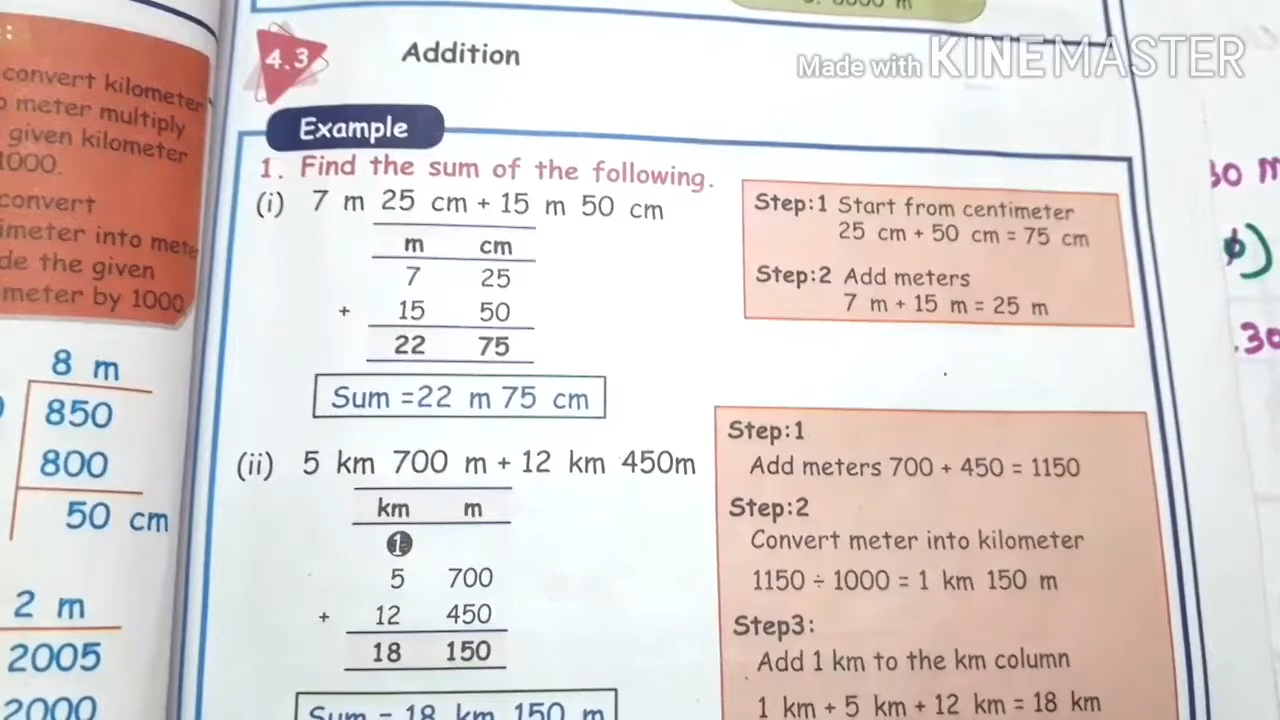 Made with KINEMASTER
4.3 Addition
convert kilometer
meter multiply
given kilometer
1000.
convert
into
de the given
meter by 1000
8 m
850
800
50 cm
2 m
2005
2000
Example
1. Find the sum of the following.
(i) 7 m 25 cm + 15 m 50 cm
m cm
7 25
+ 15 50
22 75
Sum =22 m 75 cm
Step:1 Start from centimeter
25 cm + 50 cm = 75 cm
Step:2 Add meters
7 m + 15 m = 25 m
(ii) 5 km 700 m + 12 km 450m
km m
1
5 700
+ 12 450
18 150
Sum = 18 km 150 m
Step:1
Add meters 700 + 450 = 1150
Step:2
Convert meter into kilometer
1150 ÷ 1000 = 1 km 150 m
Step3:
Add 1 km to the km column
1 km + 5 km + 12 km = 18 km